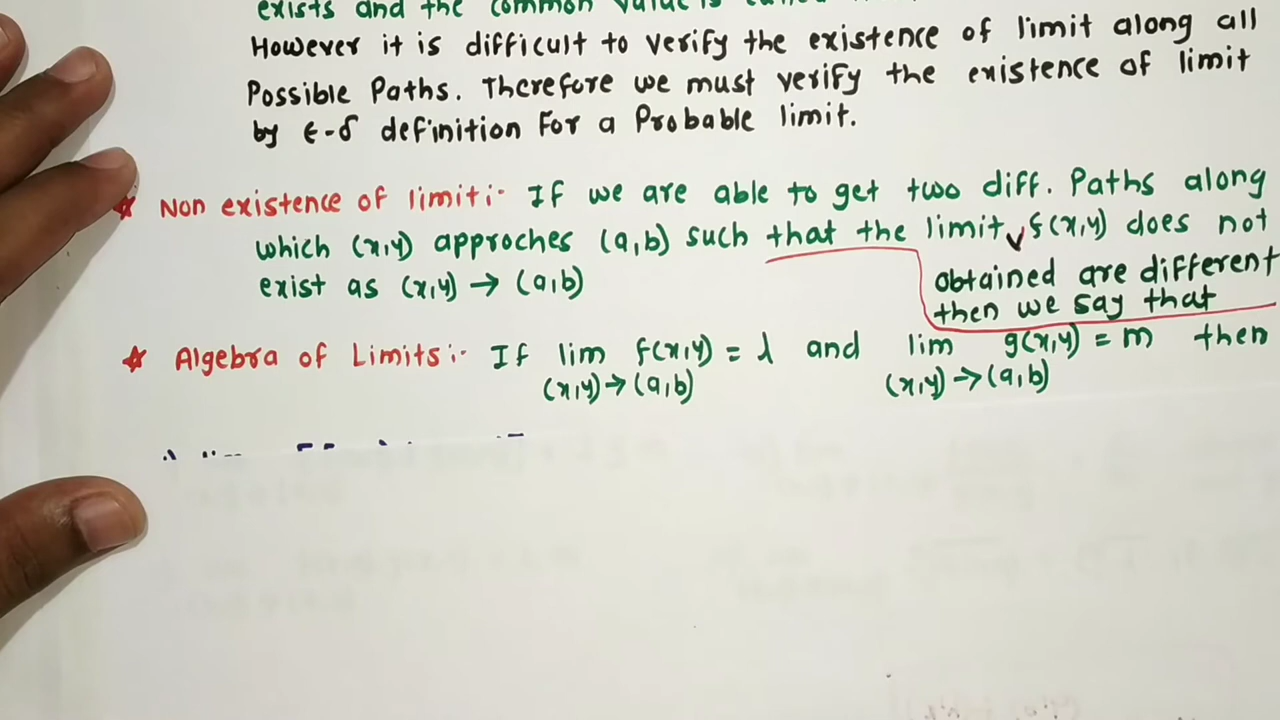 exists and the common value is called
However it is difficult to verify the existence of limit along all
Possible Paths. Therefore we must verify the existence of limit
by ϵ-δ definition For a Probable limit.
★ Non existence of limit:- If we are able to get two diff. Paths along
which (x,y) approches (a,b) such that the limit ✓ f(x,y) does not
exist as (x,y) → (a,b)
obtained are different
then we say that
★ Algebra of Limits:- If lim f(x,y) = λ and lim g(x,y) = m then
(x,y)→(a,b) (x,y)→(a,b)